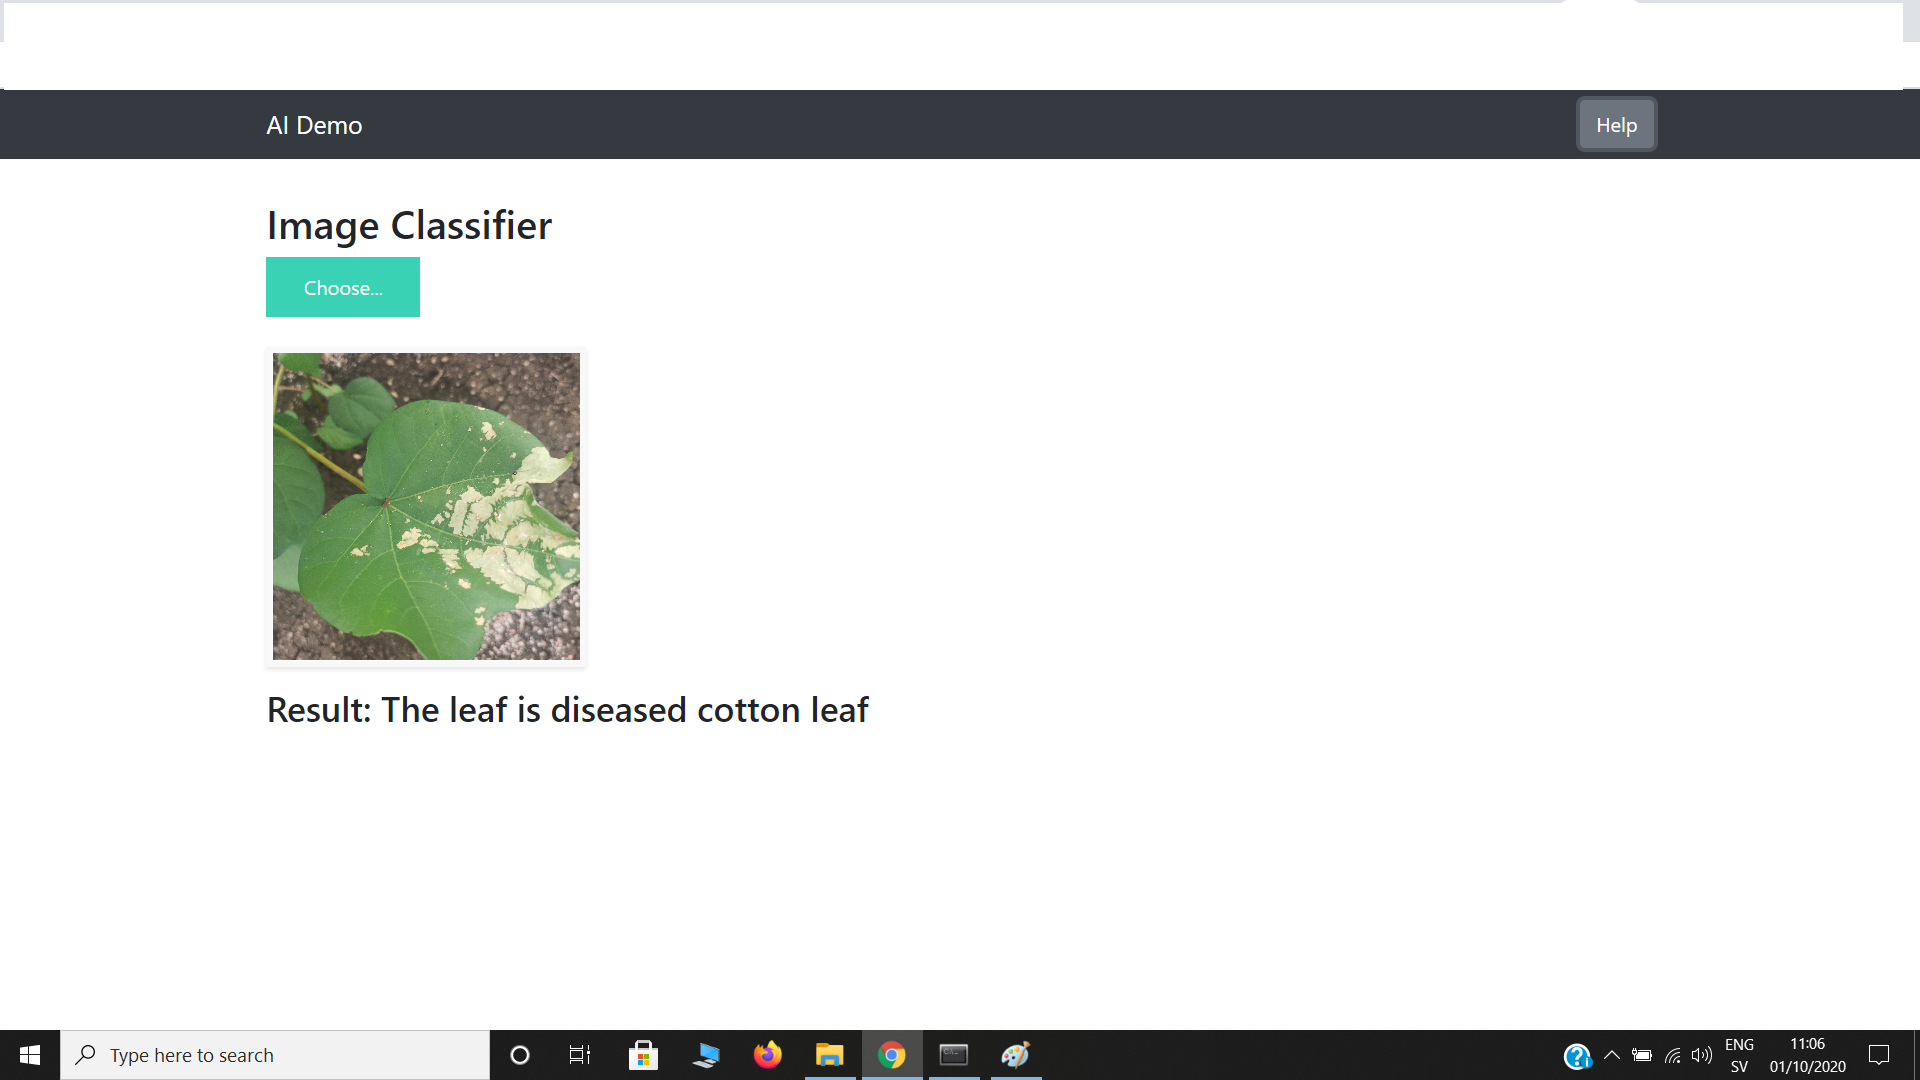 AI Demo
Help
Image Classifier
Choose...
Result: The leaf is diseased cotton leaf
Type here to search
ENG
SV
11:06
01/10/2020